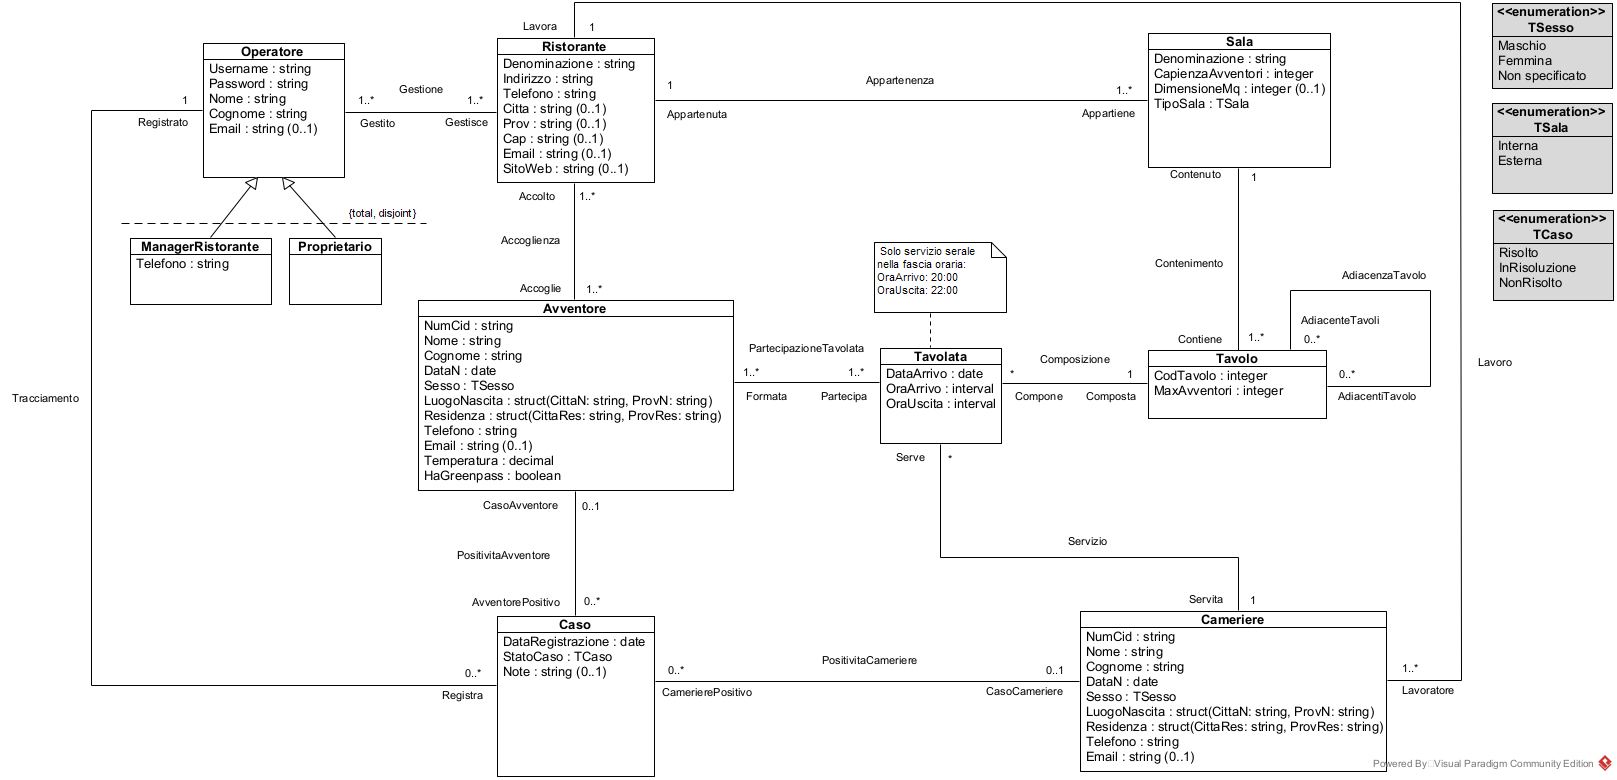 Lavora
1
Operatore
Username : string
Password : string
Nome : string
Cognome : string
Email : string (0..1)
1
Registrato
Gestione
1..*
1..*
Gestito
Gestisce
Ristorante
Denominazione : string
Indirizzo : string
Telefono : string
Citta : string (0..1)
Prov : string (0..1)
Cap : string (0..1)
Email : string (0..1)
SitoWeb : string (0..1)
1
Appartenenza
1..*
Appartenuta
Appartiene
Sala
Denominazione : string
CapienzaAvventori : integer
DimensioneMq : integer (0..1)
TipoSala : TSala
<<enumeration>>
TSesso
Maschio
Femmina
Non specificato
<<enumeration>>
TSala
Interna
Esterna
<<enumeration>>
TCaso
Risolto
InRisoluzione
NonRisolto
{total, disjoint}
ManagerRistorante
Telefono : string
Proprietario
Accolto
1..*
Accoglienza
Accoglie
1..*
Contenuto
1
Contenimento
Contiene
1..*
Solo servizio serale
nella fascia oraria:
OraArrivo: 20:00
OraUscita: 22:00
AdiacenzaTavolo
AdiacenteTavoli
0..*
0..*
AdiacentiTavolo
Lavoro
Avventore
NumCid : string
Nome : string
Cognome : string
DataN : date
Sesso : TSesso
LuogoNascita : struct(CittaN: string, ProvN: string)
Residenza : struct(CittaRes: string, ProvRes: string)
Telefono : string
Email : string (0..1)
Temperatura : decimal
HaGreenpass : boolean
PartecipazioneTavolata
1..*
1..*
Formata
Partecipa
Tavolata
DataArrivo : date
OraArrivo : interval
OraUscita : interval
Composizione
*
1
Compone
Composta
Tavolo
CodTavolo : integer
MaxAvventori : integer
Tracciamento
Serve
*
CasoAvventore
0..1
PositivitaAvventore
AvventorePositivo
0..*
Servizio
Servita
1
Caso
DataRegistrazione : date
StatoCaso : TCaso
Note : string (0..1)
0..*
Registra
0..*
PositivitaCameriere
0..1
CamerierePositivo
CasoCameriere
Cameriere
NumCid : string
Nome : string
Cognome : string
DataN : date
Sesso : TSesso
LuogoNascita : struct(CittaN: string, ProvN: string)
Residenza : struct(CittaRes: string, ProvRes: string)
Telefono : string
Email : string (0..1)
1..*
Lavoratore
Powered By Visual Paradigm Community Edition